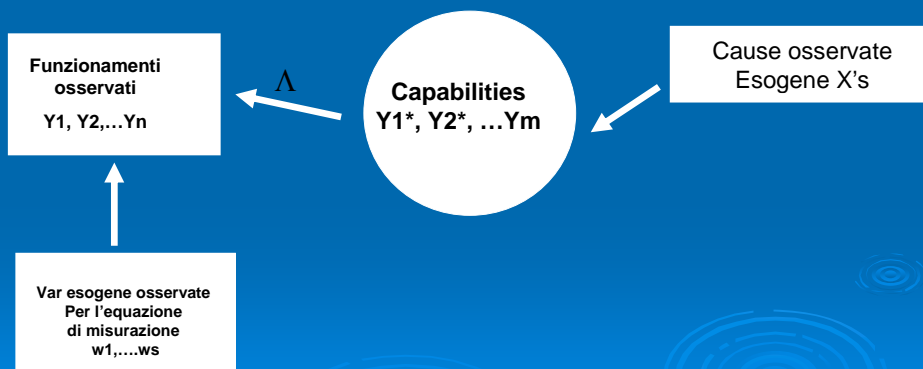 Funzionamenti
osservati
Y1, Y2,...Yn
Λ
Capabilities
Y1*, Y2*, ...Ym
Cause osservate
Esogene X's
Var esogene osservate
Per l'equazione
di misurazione
w1,....ws